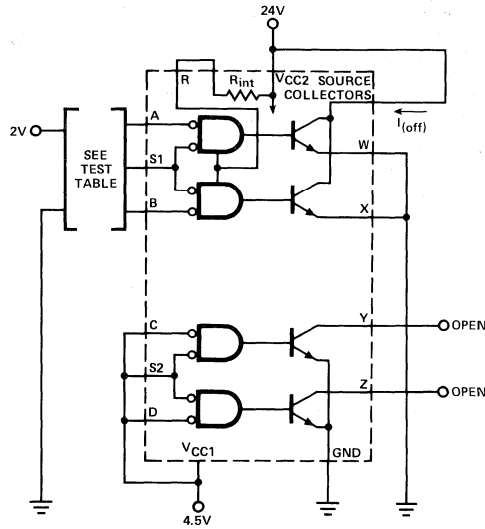 24V
R
Rint
VCC2 SOURCE
COLLECTORS
I(off)
2V
SEE
TEST
TABLE
A
S1
B
W
X
C
S2
D
Y
OPEN
Z
OPEN
VCC1
GND
4.5V